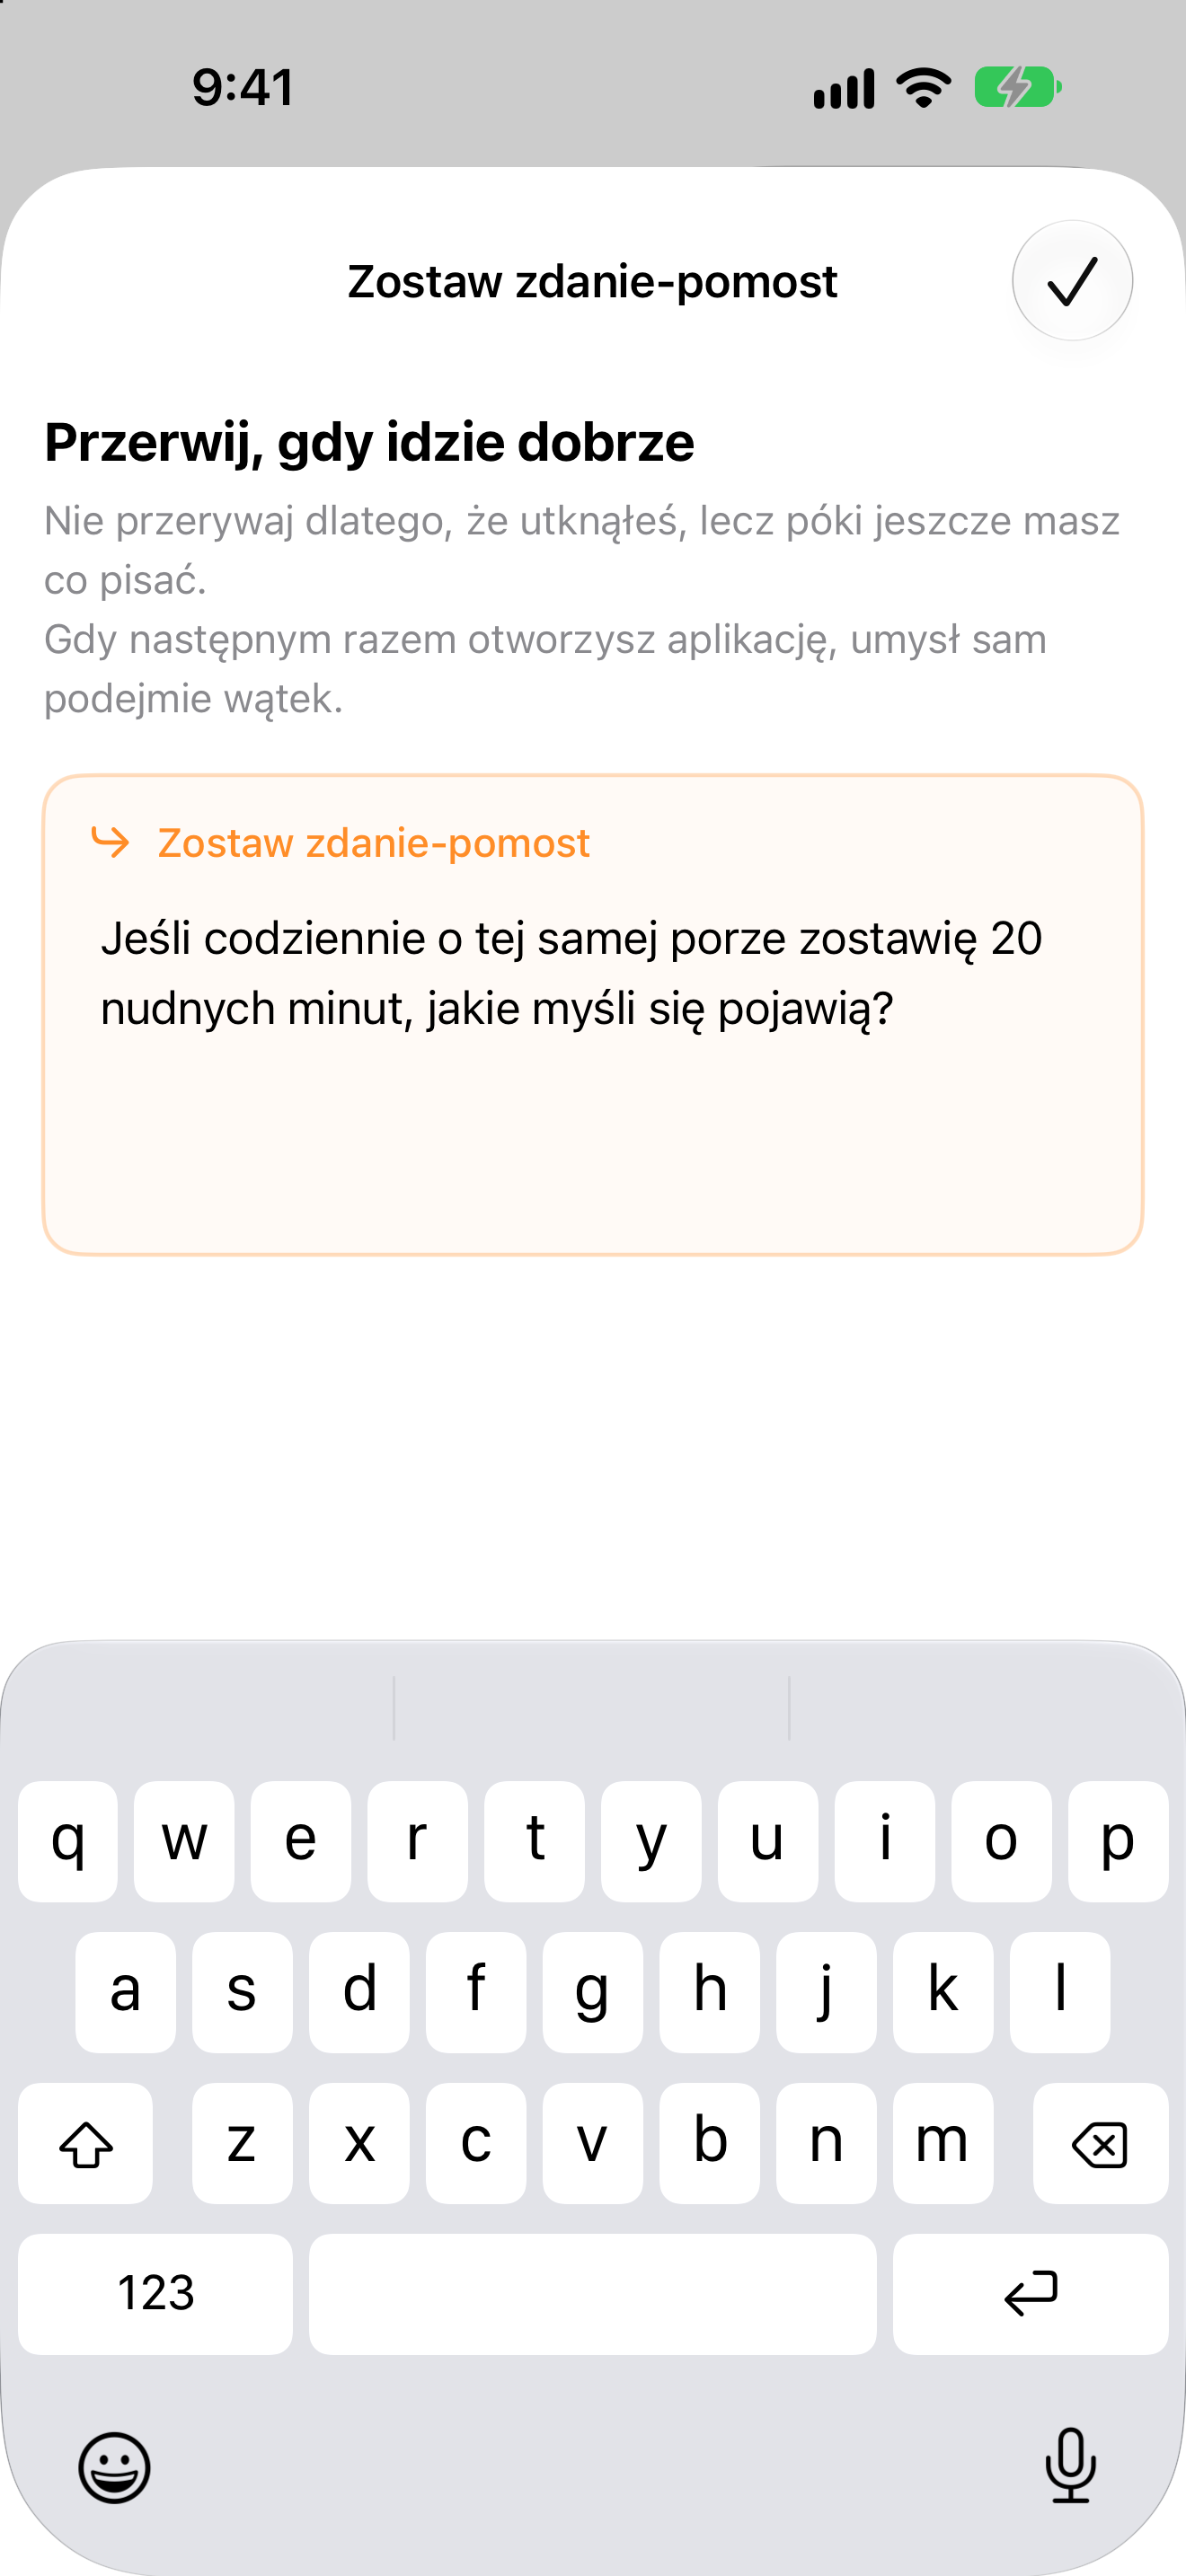 9:41
Zostaw zdanie-pomost
Przerwij, gdy idzie dobrze
Nie przerywaj dlatego, że utknąłeś, lecz póki jeszcze masz
co pisać.
Gdy następnym razem otworzysz aplikację, umysł sam
podejmie wątek.
Zostaw zdanie-pomost
Jeśli codziennie o tej samej porze zostawię 20
nudnych minut, jakie myśli się pojawią?
q w e r t y u i o p
a s d f g h j k l
z x c v b n m
123